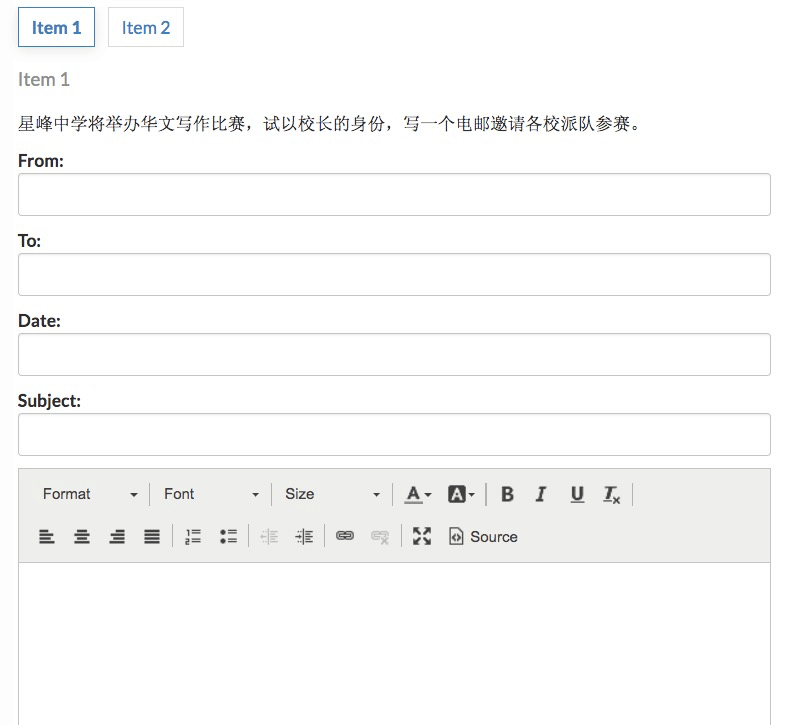 Item 1 Item 2
Item 1
星峰中学将举办华文写作比赛，试以校长的身份，写一个电邮邀请各校派队参赛。
From:
To:
Date:
Subject:
Format Font Size A A B I U Tx
Source